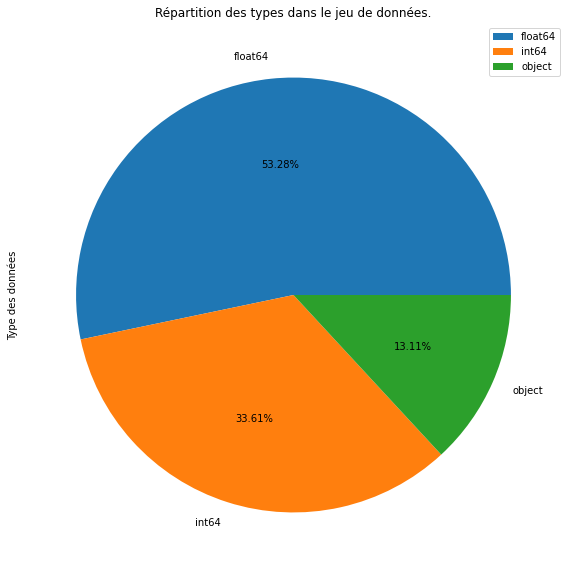 Répartition des types dans le jeu de données.
float64
int64
object
float64
53.28%
Type des données
13.11%
object
33.61%
int64